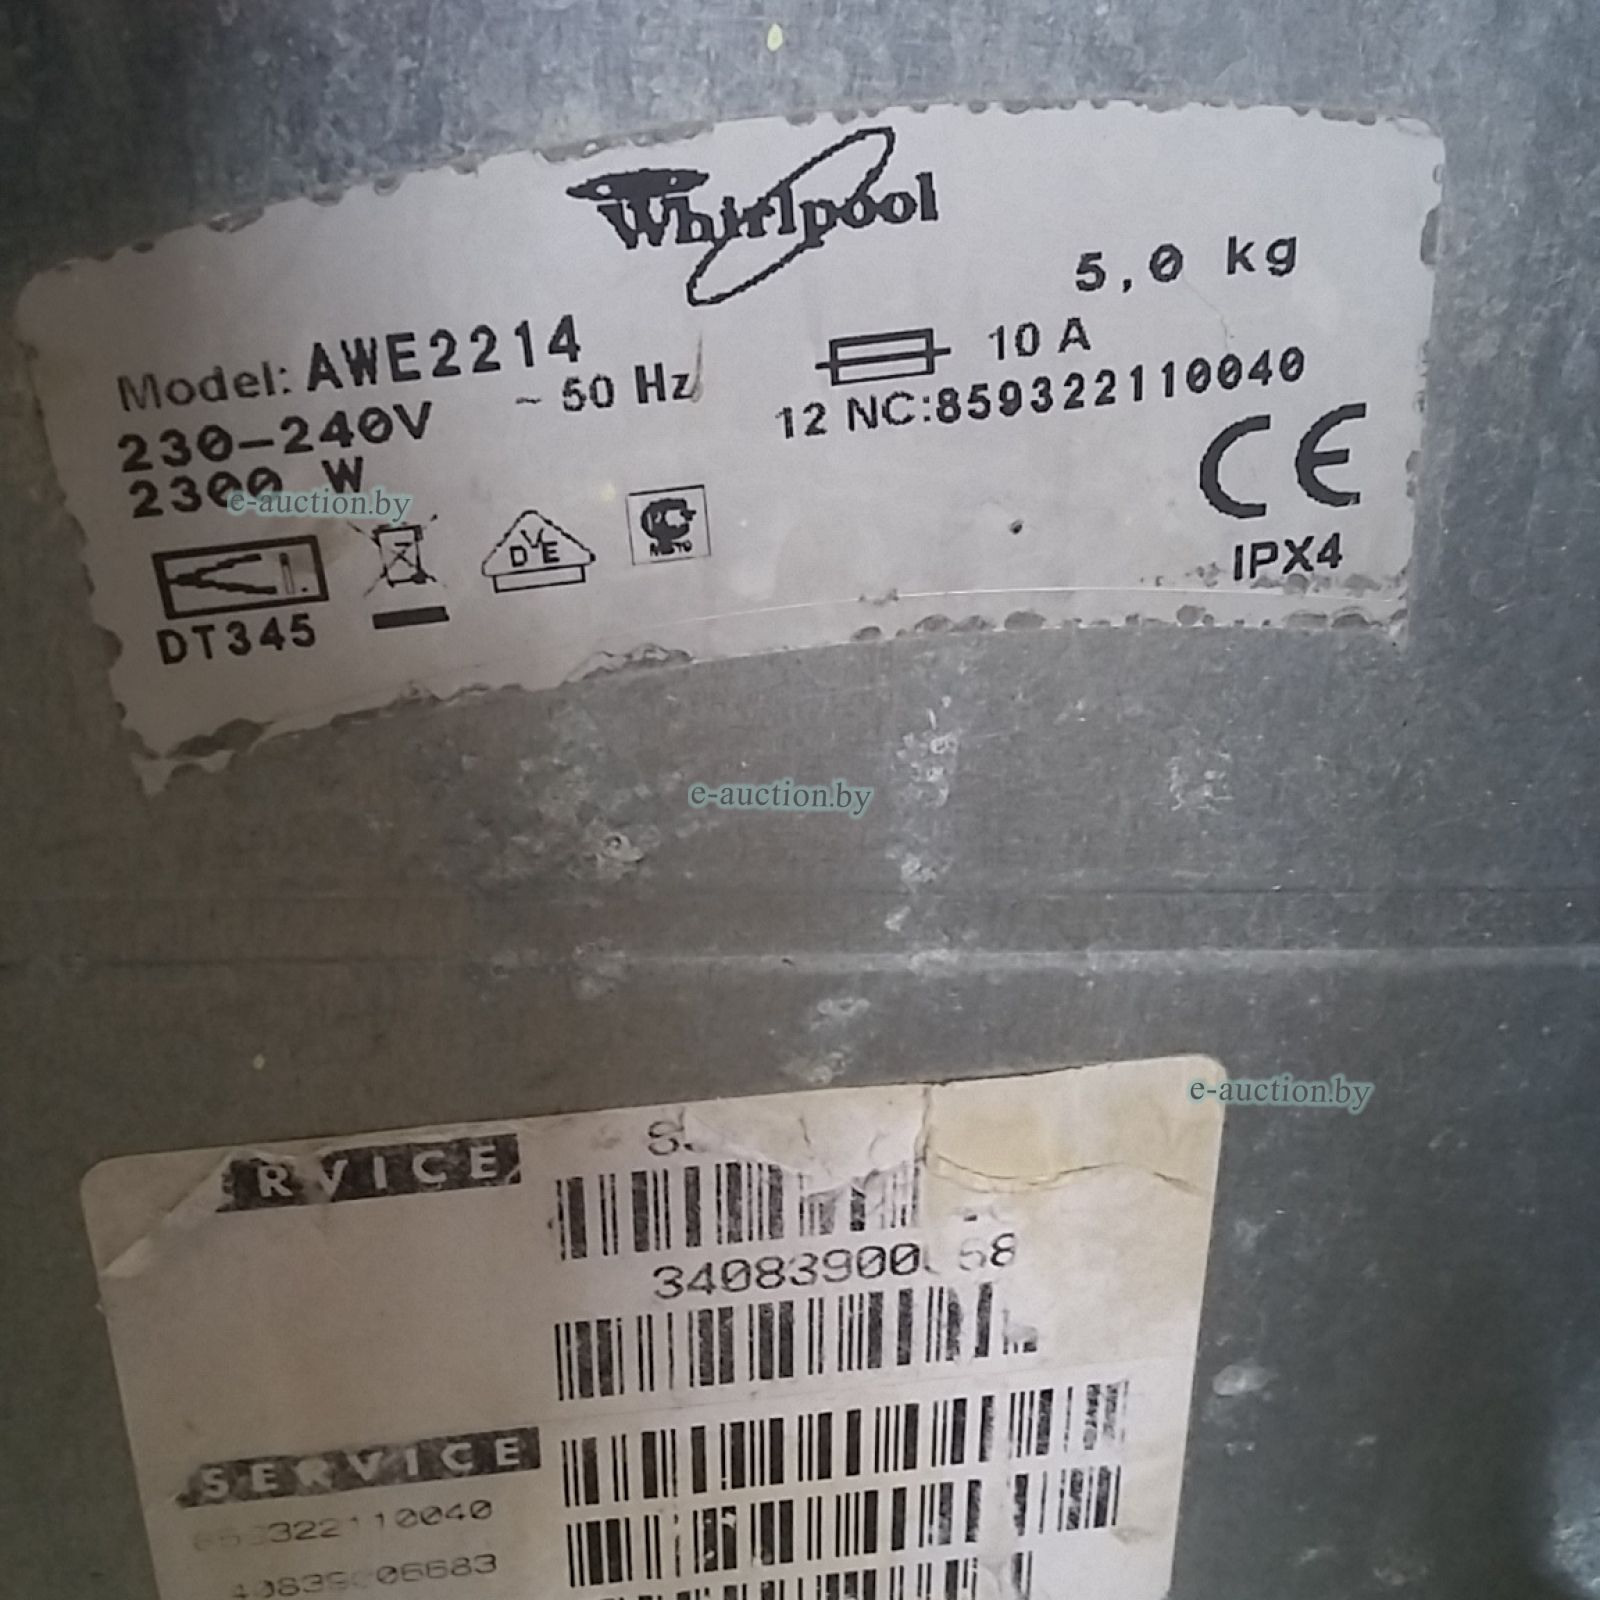 Whirlpool
5,0 kg
Model: AWE2214
10 A
230-240V ~ 50 Hz
12 NC:859322110040
2300 W
e-auction.by
DVE
CE
IPX4
DT345
e-auction.by
e-auction.by
RVICE
SERVICE